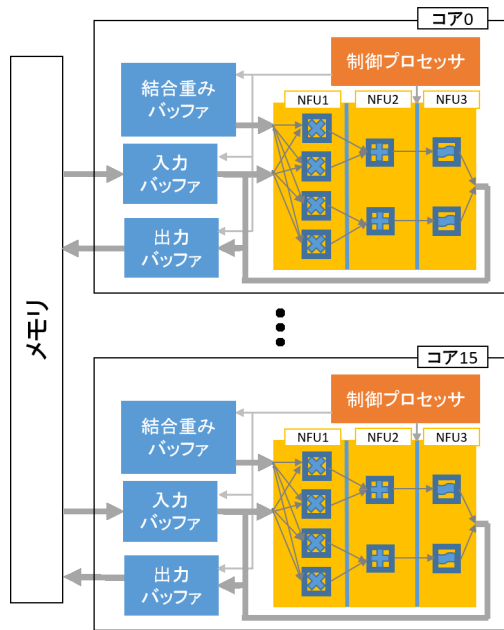 メモリ
コア0
制御プロセッサ
結合重み
バッファ
NFU1
NFU2
NFU3
入力
バッファ
出力
バッファ
コア15
制御プロセッサ
結合重み
バッファ
NFU1
NFU2
NFU3
入力
バッファ
出力
バッファ